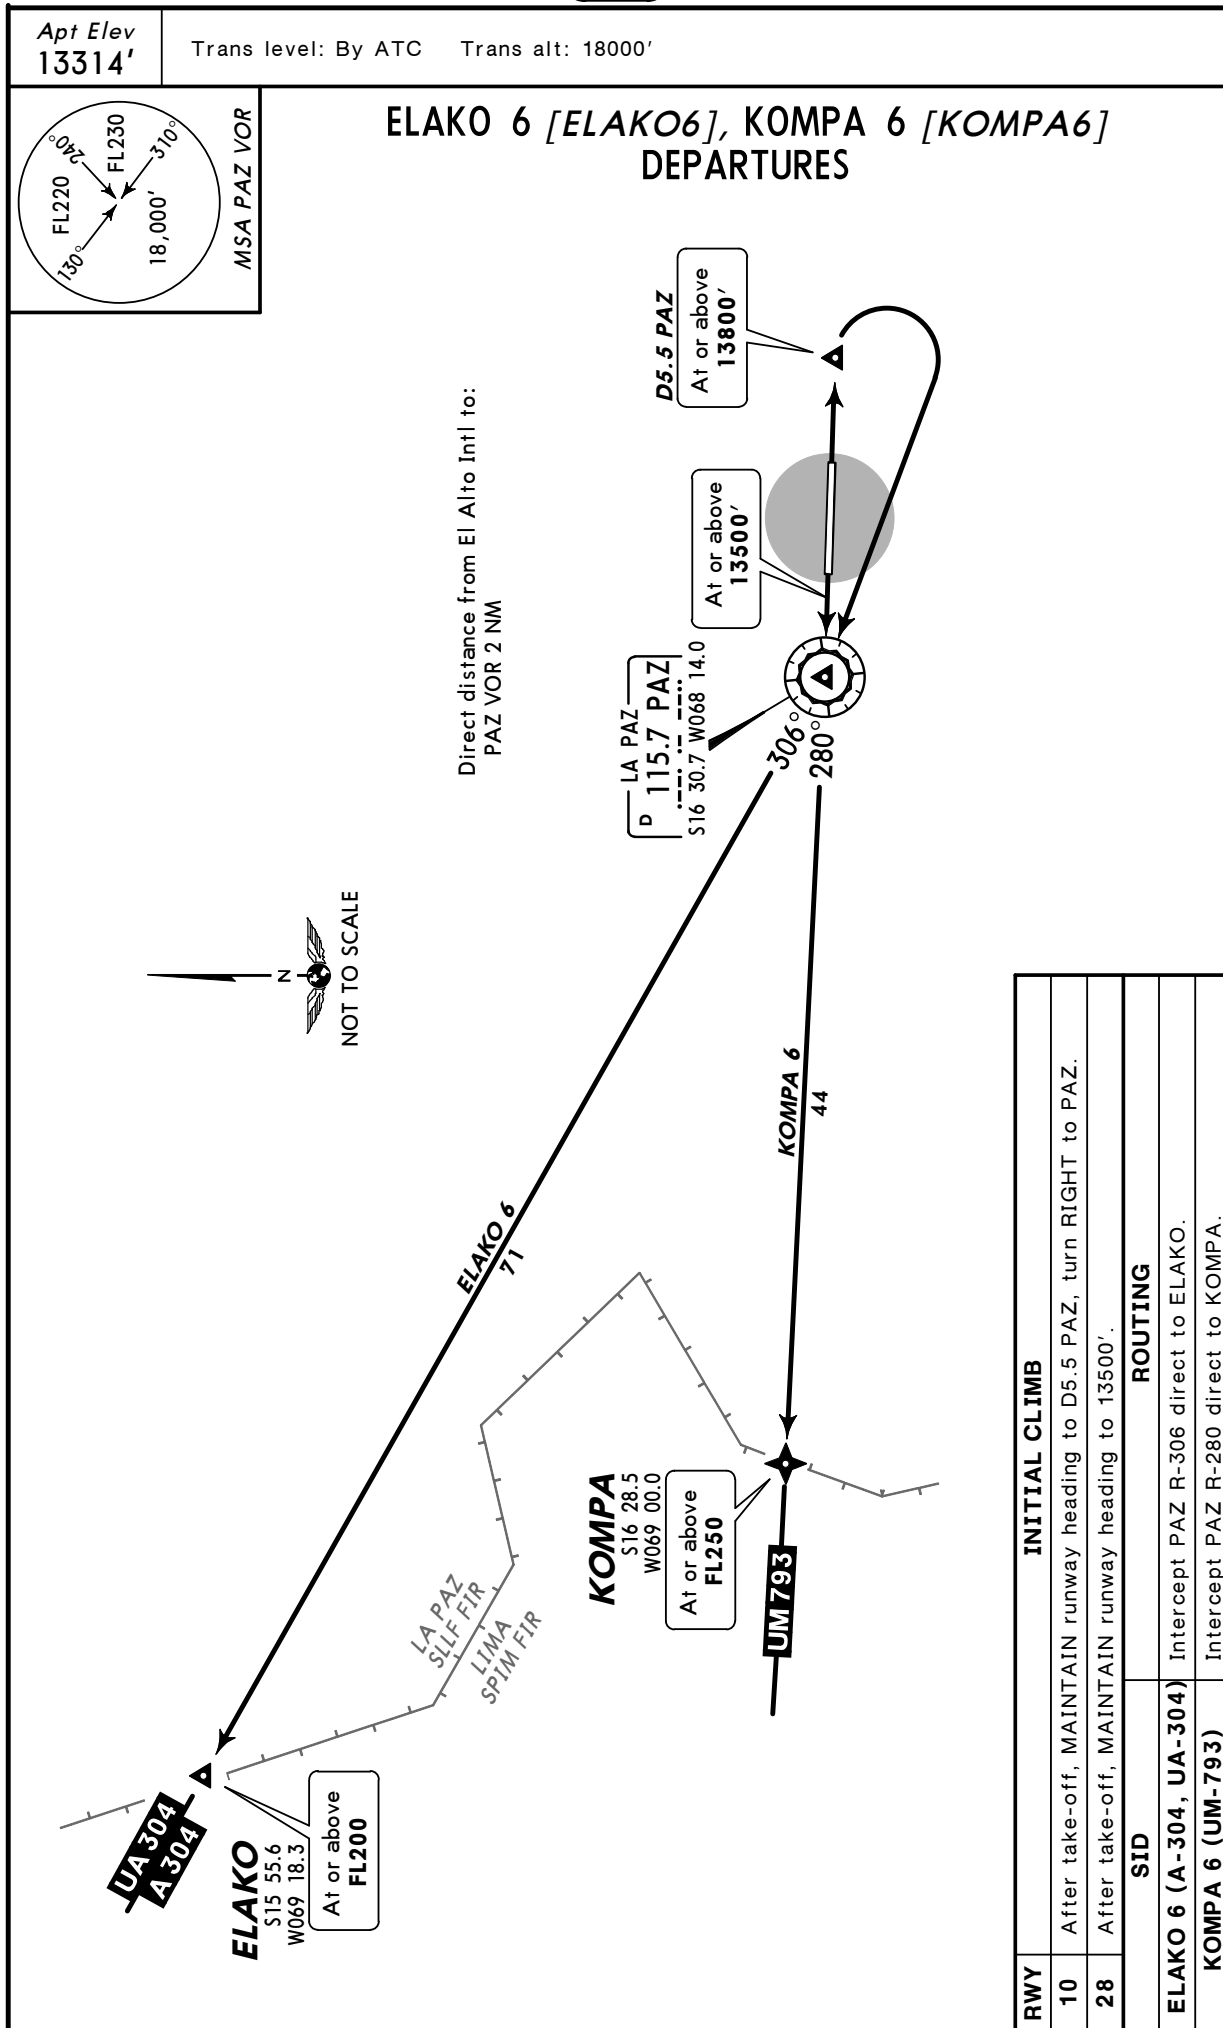 Apt Elev
13314'
Trans level: By ATC Trans alt: 18000'
MSA PAZ VOR
240°
FL230
310°
FL220
18,000'
130°
ELAKO 6 [ELAKO6], KOMPA 6 [KOMPA6]
DEPARTURES
D5.5 PAZ
At or above
13800'
Direct distance from El Alto Intl to:
PAZ VOR 2 NM
At or above
13500'
LA PAZ
D 115.7 PAZ
S16 30.7 W068 14.0
306°
280°
N
NOT TO SCALE
ELAKO 6
71
KOMPA 6
44
LA PAZ
SLLF FIR
LIMA
SPIM FIR
KOMPA
S16 28.5
W069 00.0
At or above
FL250
UM 793
UA 304
A 304
ELAKO
S15 55.6
W069 18.3
At or above
FL200
RWY INITIAL CLIMB
10 After take-off, MAINTAIN runway heading to D5.5 PAZ, turn RIGHT to PAZ.
28 After take-off, MAINTAIN runway heading to 13500'.
SID ROUTING
ELAKO 6 (A-304, UA-304) Intercept PAZ R-306 direct to ELAKO.
KOMPA 6 (UM-793) Intercept PAZ R-280 direct to KOMPA.